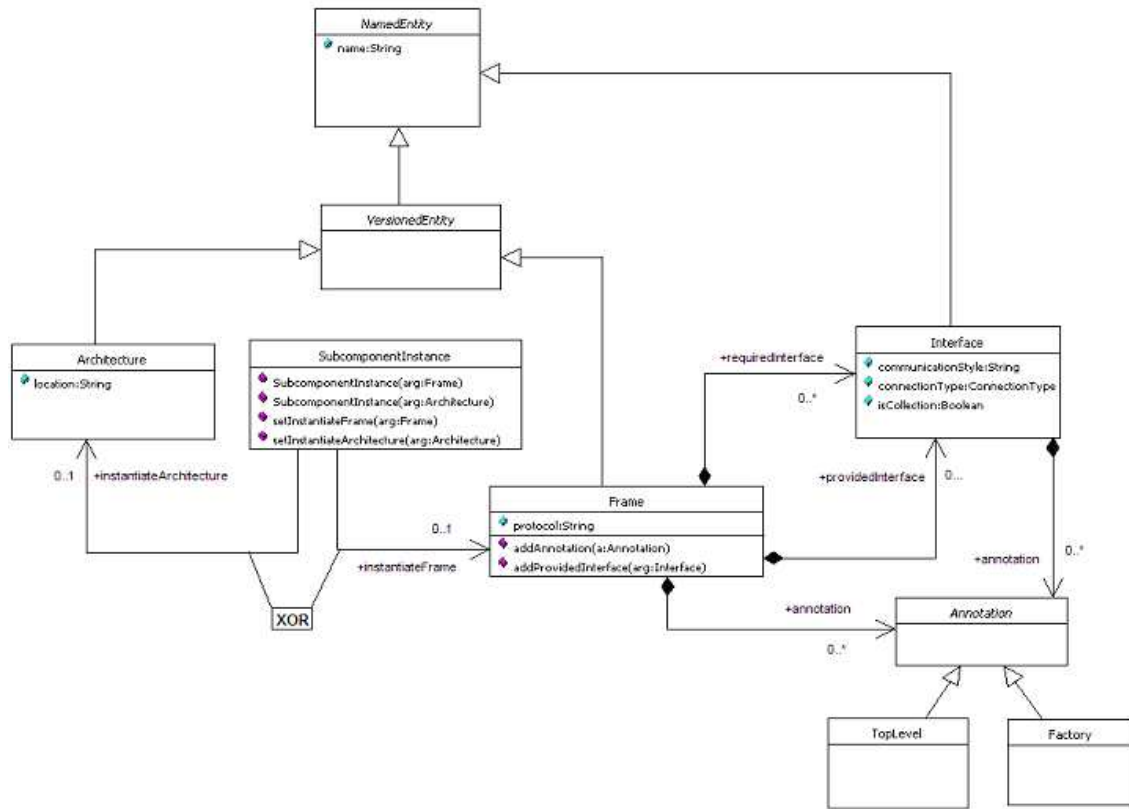 NamedEntity
name:String
VersionedEntity
Architecture
location:String
SubcomponentInstance
SubcomponentInstance(arg:Frame)
SubcomponentInstance(arg:Architecture)
setInstantiateFrame(arg:Frame)
setInstantiateArchitecture(arg:Architecture)
Interface
communicationStyle:String
connectionType:ConnectionType
isCollection:Boolean
+requiredInterface
0..*
0..1
+instantiateArchitecture
+providedInterface
0...
Frame
protocol:String
addAnnotation(a:Annotation)
addProvidedInterface(arg:Interface)
0..1
+instantiateFrame
0..*
+annotation
XOR
+annotation
0..*
Annotation
TopLevel
Factory